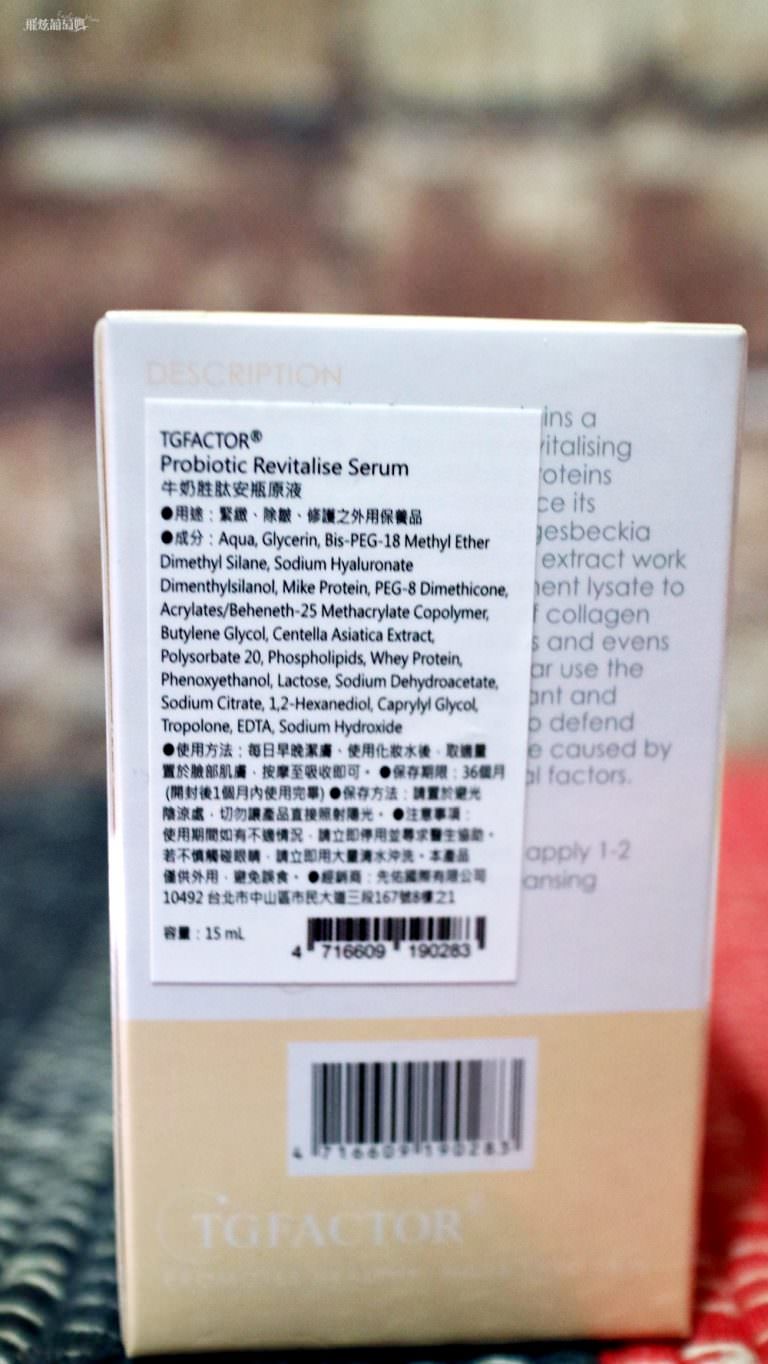 飛炫葡萄媽
DESCRIPTION
TGFACTOR®
Probiotic Revitalise Serum
牛奶胜肽安瓶原液
●用途：緊緻、除皺、修護之外用保養品
●成分：Aqua, Glycerin, Bis-PEG-18 Methyl Ether
Dimethyl Silane, Sodium Hyaluronate
Dimenthylsilanol, Mike Protein, PEG-8 Dimethicone,
Acrylates/Beheneth-25 Methacrylate Copolymer,
Butylene Glycol, Centella Asiatica Extract,
Polysorbate 20, Phospholipids, Whey Protein,
Phenoxyethanol, Lactose, Sodium Dehydroacetate,
Sodium Citrate, 1,2-Hexanediol, Caprylyl Glycol,
Tropolone, EDTA, Sodium Hydroxide
●使用方法：每日早晚潔膚、使用化妝水後，取適量
置於臉部肌膚，按摩至吸收即可。●保存期限：36個月
(開封後1個月內使用完畢) ●保存方法：請置於避光
陰涼處，切勿讓產品直接照射陽光。●注意事項：
使用期間如有不適情況，請立即停用並尋求醫生協助。
若不慎觸碰眼睛，請立即用大量清水沖洗。本產品
僅供外用，避免誤食。●經銷商：先佑國際有限公司
10492 台北市中山區市民大道三段167號8樓之1
容量：15 mL
4 716609 190283
ins a
vitalising
oteins
ce its
gesbeckia
extract work
ent lysate to
f collagen
s and evens
ar use the
ant and
o defend
e caused by
al factors.
apply 1-2
ansing
4 716609 190283
TGFACTOR®